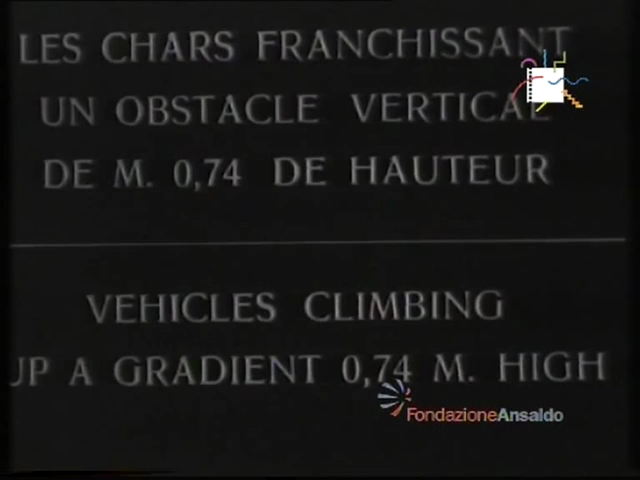 LES CHARS FRANCHISSANT
UN OBSTACLE VERTICAL
DE M. 0,74 DE HAUTEUR
VEHICLES CLIMBING
UP A GRADIENT 0,74 M. HIGH
FondazioneAnsaldo